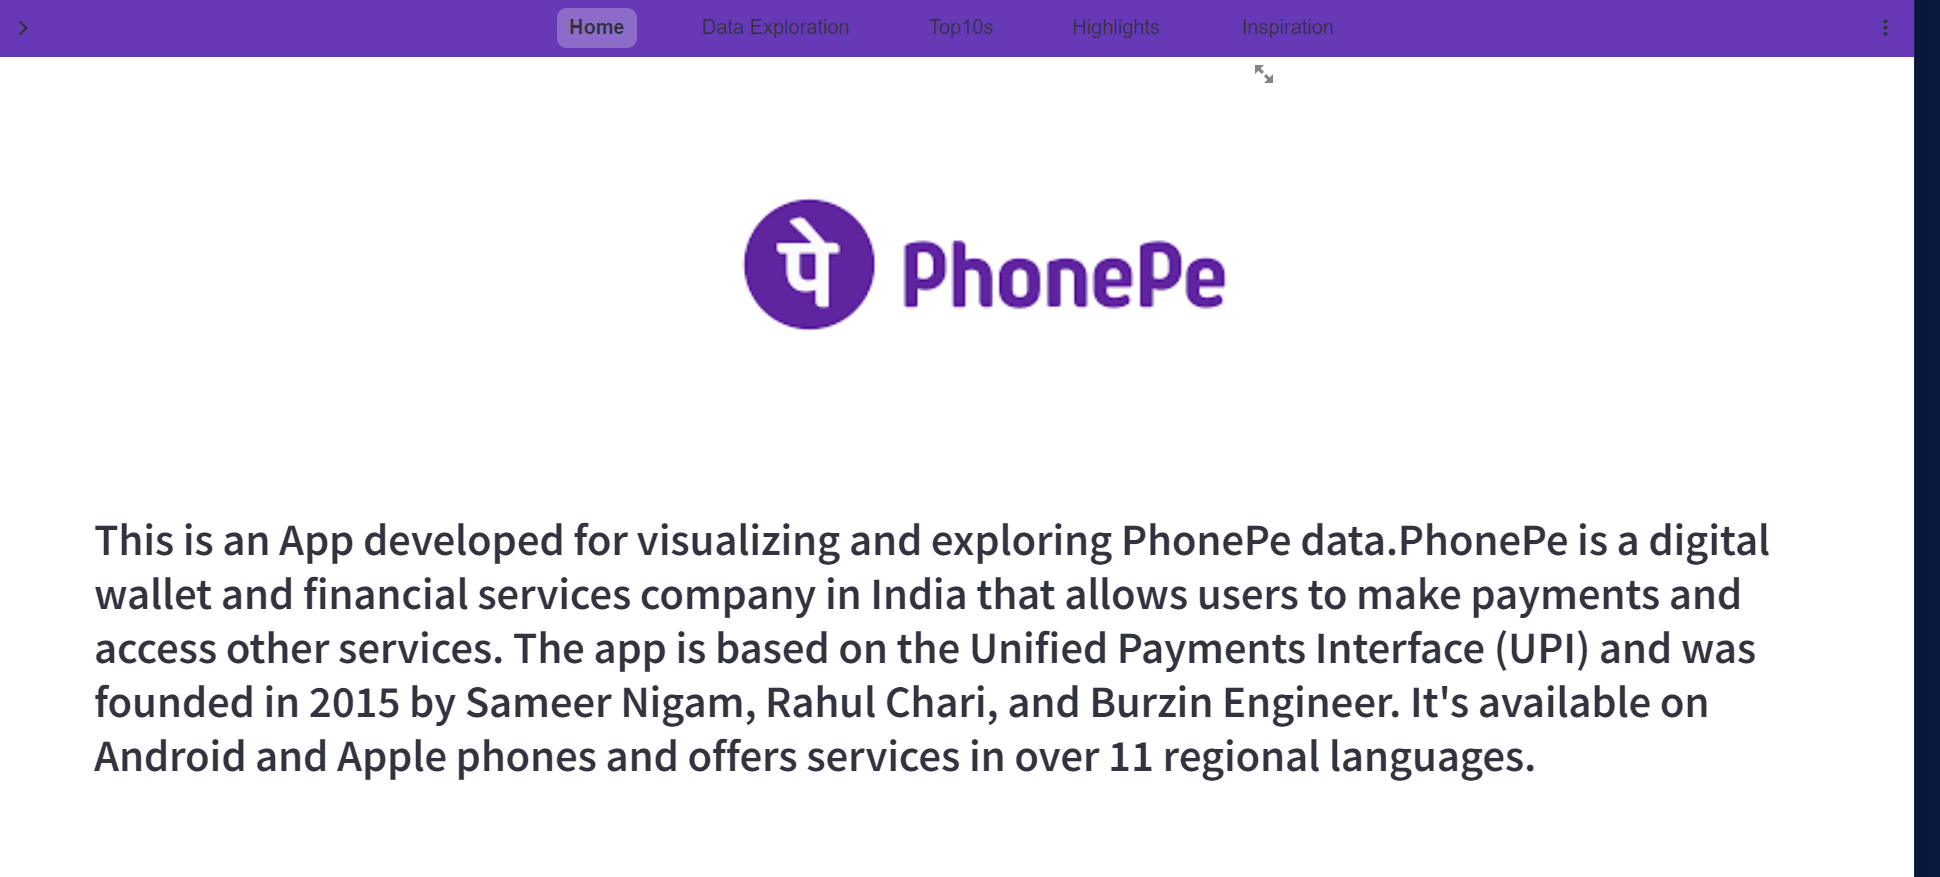 Home Data Exploration Top10s Highlights Inspiration
पे PhonePe
This is an App developed for visualizing and exploring PhonePe data.PhonePe is a digital
wallet and financial services company in India that allows users to make payments and
access other services. The app is based on the Unified Payments Interface (UPI) and was
founded in 2015 by Sameer Nigam, Rahul Chari, and Burzin Engineer. It's available on
Android and Apple phones and offers services in over 11 regional languages.